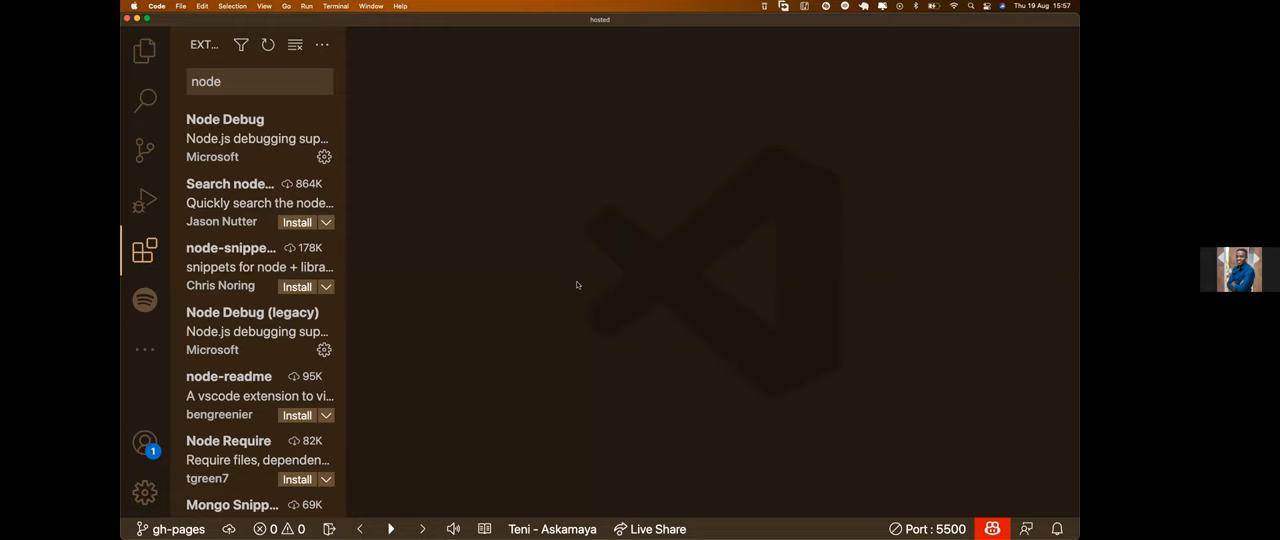 Code File Edit Selection View Go Run Terminal Window Help Thu 19 Aug 15:57
hosted
EXT...
node
Node Debug
Node.js debugging sup...
Microsoft
Search node... 864K
Quickly search the node...
Jason Nutter Install
node-snippe... 178K
snippets for node + libra...
Chris Noring Install
Node Debug (legacy)
Node.js debugging sup...
Microsoft
node-readme 95K
A vscode extension to vi...
bengreenier Install
Node Require 82K
Require files, dependen...
tgreen7 Install
Mongo Snipp... 69K
1
gh-pages 0 0 Teni - Askamaya Live Share Port : 5500